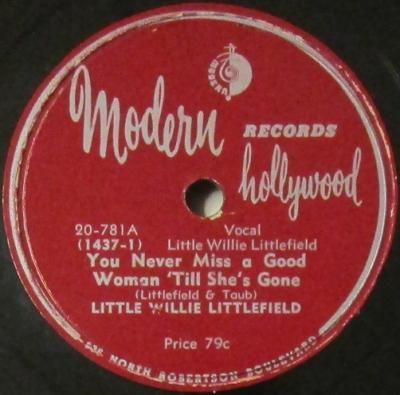 Modern
RECORDS
hollywood
20-781A
(1437-1)
Vocal
Little Willie Littlefield
You Never Miss a Good
Woman 'Till She's Gone
(Littlefield & Taub)
LITTLE WILLIE LITTLEFIELD
Price 79c
NORTH ROBERTSON BOULEVARD